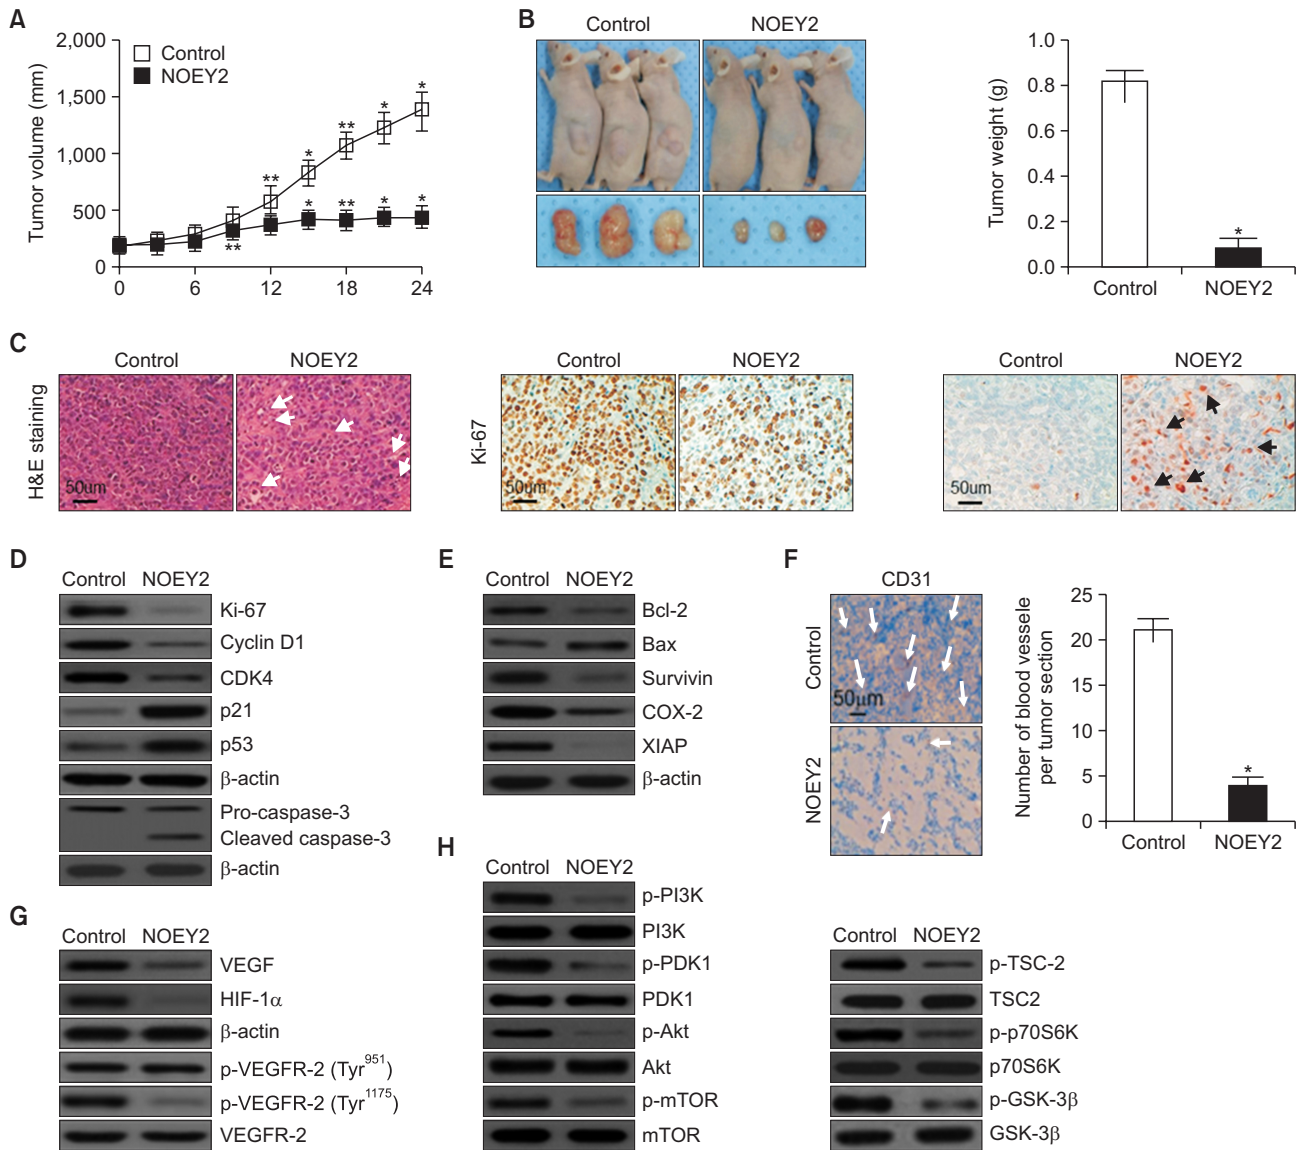 A
2,000
1,500
1,000
500
0
Tumor volume (mm)
Control
NOEY2
*
*
**
*
**
*
**
*
*
**
0 6 12 18 24
B
Control NOEY2
1.0
0.8
0.6
0.4
0.2
0.0
Tumor weight (g)
*
Control NOEY2
C
Control NOEY2
H&E staining
50um
Control NOEY2
Ki-67
50um
Control NOEY2
50um
D
Control NOEY2
Ki-67
Cyclin D1
CDK4
p21
p53
β-actin
Pro-caspase-3
Cleaved caspase-3
β-actin
E
Control NOEY2
Bcl-2
Bax
Survivin
COX-2
XIAP
β-actin
F
CD31
Control
50μm
NOEY2
25
20
15
10
5
0
Number of blood vessele
per tumor section
*
Control NOEY2
G
Control NOEY2
VEGF
HIF-1α
β-actin
p-VEGFR-2 (Tyr951)
p-VEGFR-2 (Tyr1175)
VEGFR-2
H
Control NOEY2
p-PI3K
PI3K
p-PDK1
PDK1
p-Akt
Akt
p-mTOR
mTOR
Control NOEY2
p-TSC-2
TSC2
p-p70S6K
p70S6K
p-GSK-3β
GSK-3β